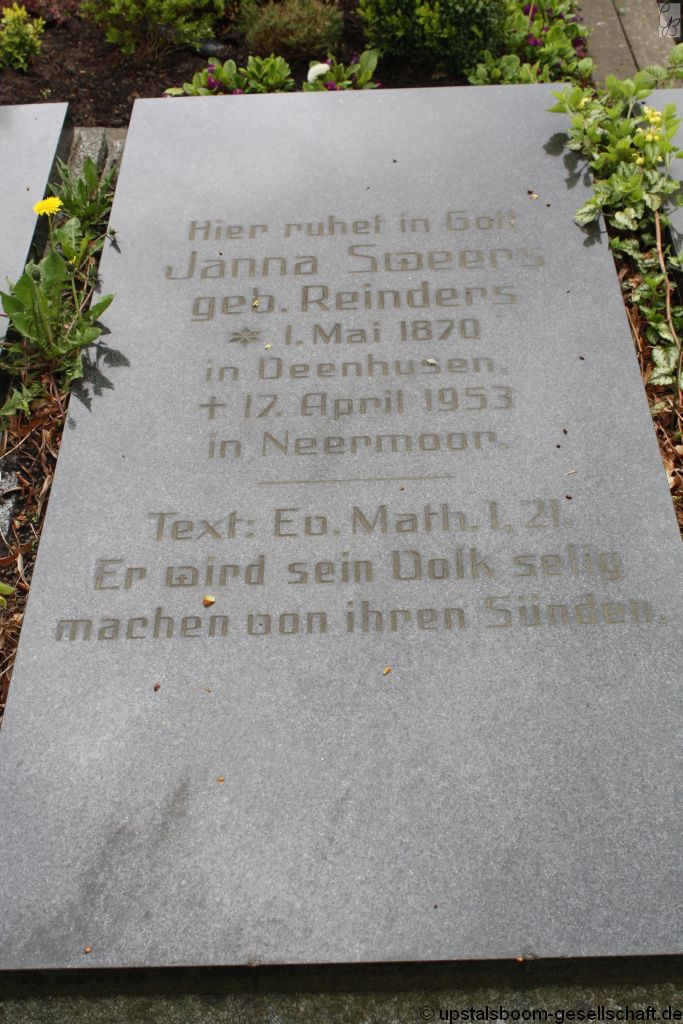 Hier ruhet in Gott
Janna Sweers
geb. Reinders
* 1. Mai 1870
in Deenhusen.
+ 17. April 1953
in Neermoor.
Text: Ev. Math. 1, 21.
Er wird sein Volk selig
machen von ihren Sünden.
© upstalsboom-gesellschaft.de